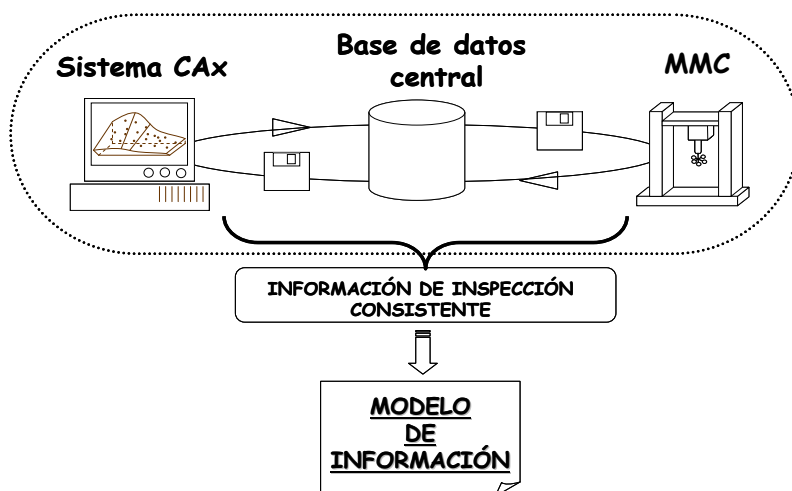 Sistema CAx
Base de datos
central
MMC
INFORMACIÓN DE INSPECCIÓN
CONSISTENTE
MODELO
DE
INFORMACIÓN